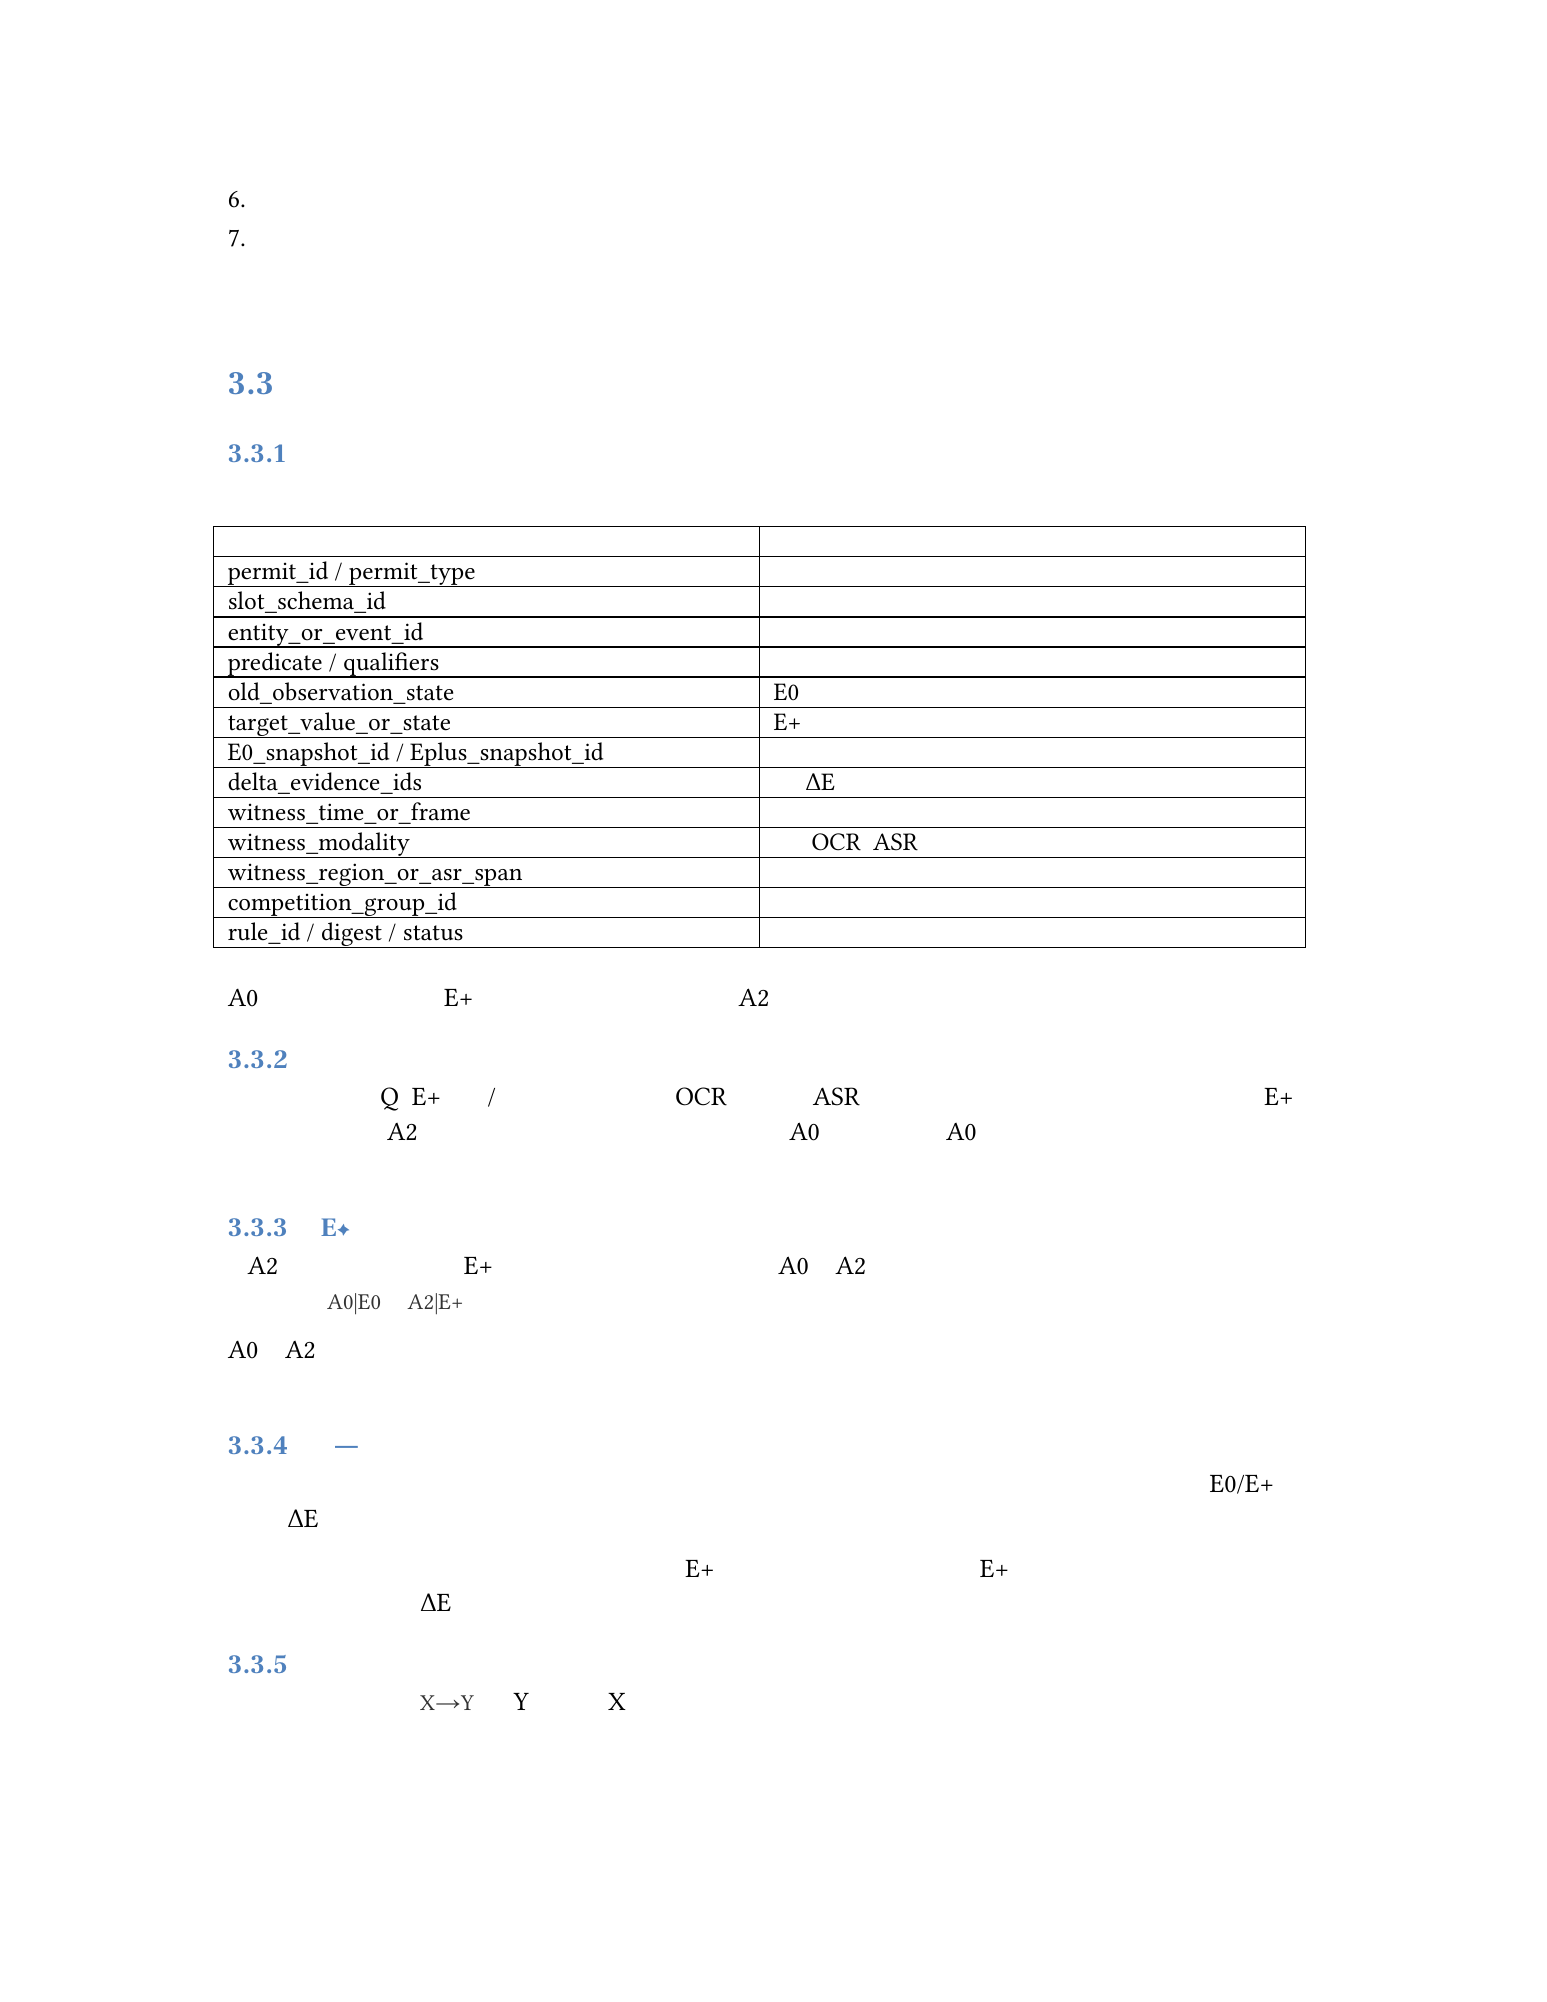 6.
7.
3.3
3.3.1
permit_id / permit_type
slot_schema_id
entity_or_event_id
predicate / qualifiers
old_observation_state E0
target_value_or_state E+
E0_snapshot_id / Eplus_snapshot_id
delta_evidence_ids ΔE
witness_time_or_frame
witness_modality OCR ASR
witness_region_or_asr_span
competition_group_id
rule_id / digest / status
A0 E+ A2
3.3.2
Q E+ / OCR ASR E+
A2 A0 A0
3.3.3 E✦
A2 E+ A0 A2
A0|E0 A2|E+
A0 A2
3.3.4 —
E0/E+
ΔE
E+ E+
ΔE
3.3.5
X→Y Y X